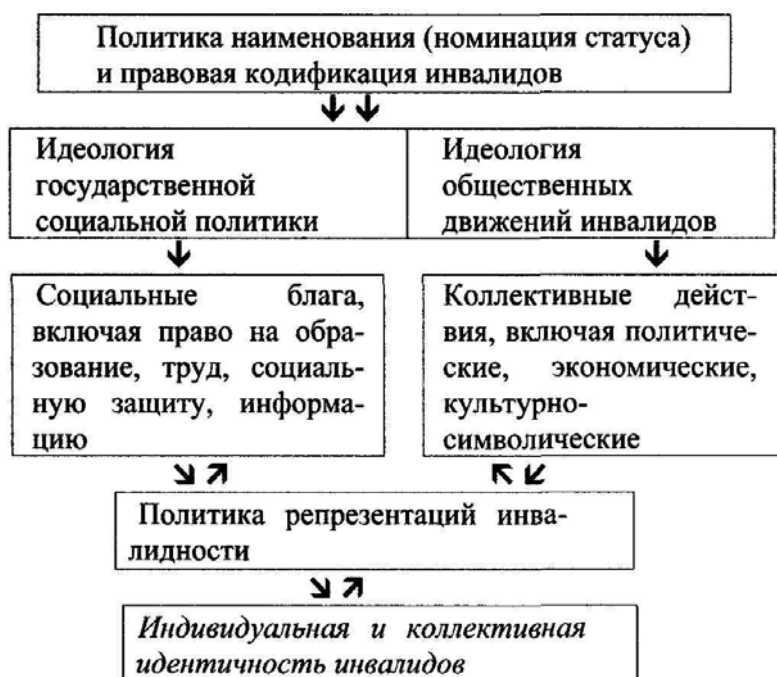 Политика наименования (номинация статуса)
и правовая кодификация инвалидов
Идеология
государственной
социальной политики
Идеология
общественных
движений инвалидов
Социальные блага,
включая право на обра-
зование, труд, социаль-
ную защиту, информа-
цию
Коллективные дейст-
вия, включая политиче-
ские, экономические,
культурно-
символические
Политика репрезентаций инва-
лидности
Индивидуальная и коллективная
идентичность инвалидов